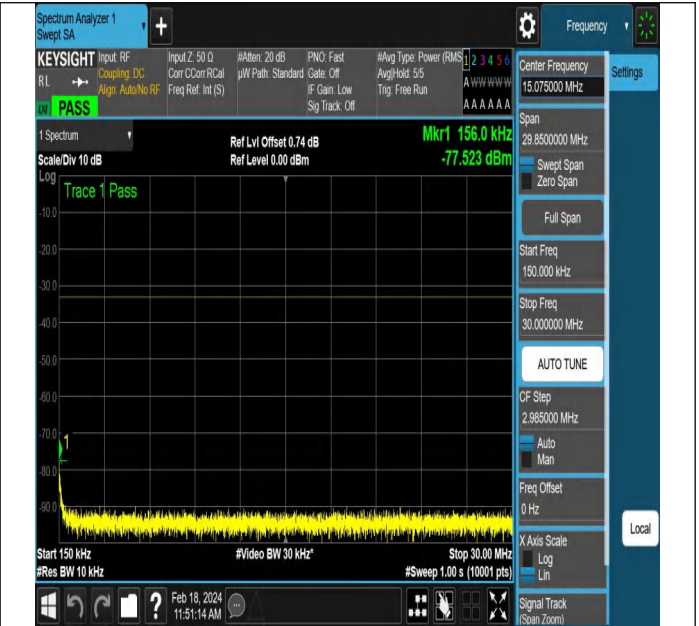 Spectrum Analyzer 1
Swept SA
+
Frequency
KEYSIGHT
RL
PASS
Input: RF
Coupling: DC
Align: Auto/No RF
Input Z: 50 Ω
Corr CCorr RCal
Freq Ref: Int (S)
#Atten: 20 dB
µW Path: Standard
PNO: Fast
Gate: Off
IF Gain: Low
Sig Track: Off
#Avg Type: Power (RMS
Avg|Hold: 5/5
Trig: Free Run
1 2 3 4 5 6
A W W W W W
A A A A A A
1 Spectrum
Scale/Div 10 dB
Ref Lvl Offset 0.74 dB
Ref Level 0.00 dBm
Mkr1 156.0 kHz
-77.523 dBm
Log
Trace 1 Pass
-10.0
-20.0
-30.0
-40.0
-50.0
-60.0
-70.0
1
-80.0
-90.0
Start 150 kHz
#Res BW 10 kHz
#Video BW 30 kHz*
Stop 30.00 MHz
#Sweep 1.00 s (10001 pts)
Feb 18, 2024
11:51:14 AM
?
Center Frequency
15.075000 MHz
Settings
Span
29.8500000 MHz
Swept Span
Zero Span
Full Span
Start Freq
150.000 kHz
Stop Freq
30.000000 MHz
AUTO TUNE
CF Step
2.985000 MHz
Auto
Man
Freq Offset
0 Hz
X Axis Scale
Log
Lin
Local
Signal Track
(Span Zoom)